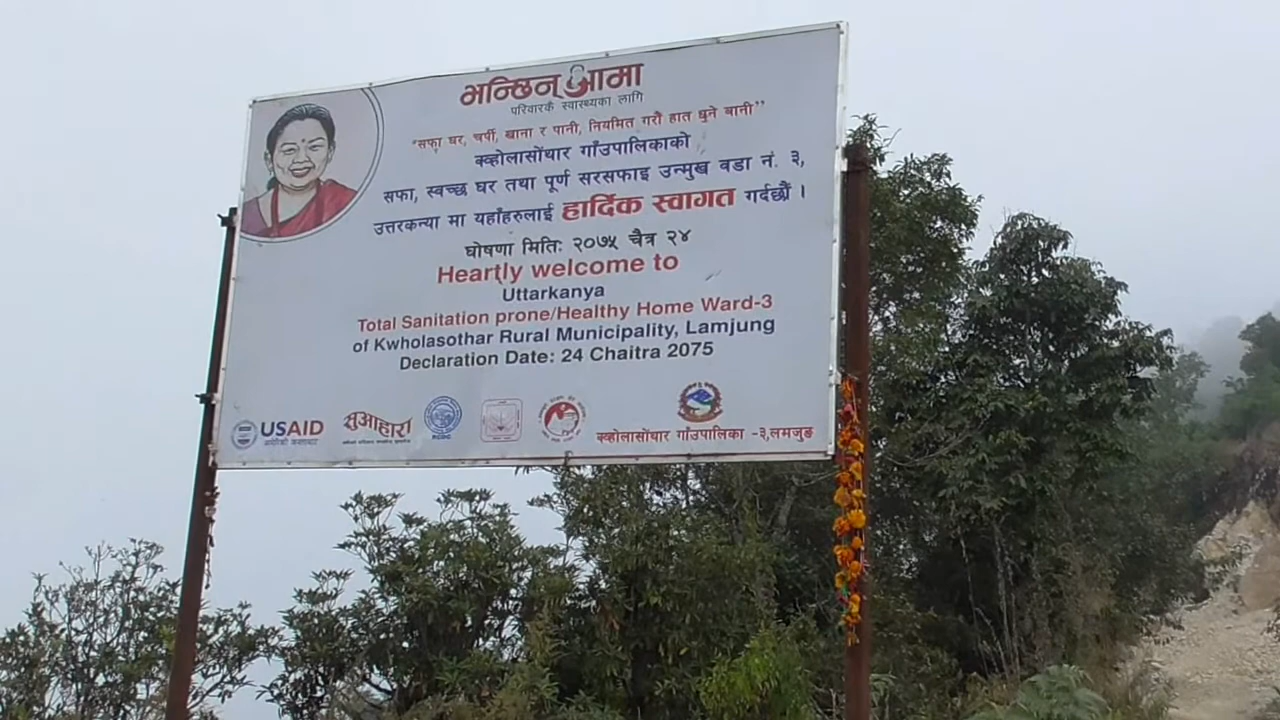 भन्छिन् आमा
परिवारकै स्वास्थ्यका लागि
"सफा घर, चर्पी, खाना र पानी, नियमित गरौं हात धुने बानी"
क्व्होलासोंथार गाँउपालिकाको
सफा, स्वच्छ घर तथा पूर्ण सरसफाइ उन्मुख वडा नं. ३,
उत्तरकन्या मा यहाँहरुलाई हार्दिक स्वागत गर्दछौं ।
घोषणा मितिः २०७५ चैत्र २४
Heartly welcome to
Uttarkanya
Total Sanitation prone/Healthy Home Ward-3
of Kwholasothar Rural Municipality, Lamjung
Declaration Date: 24 Chaitra 2075
USAID
सुआहारा
RCDC
क्व्होलासोंथार गाँउपालिका -३,लमजुङ